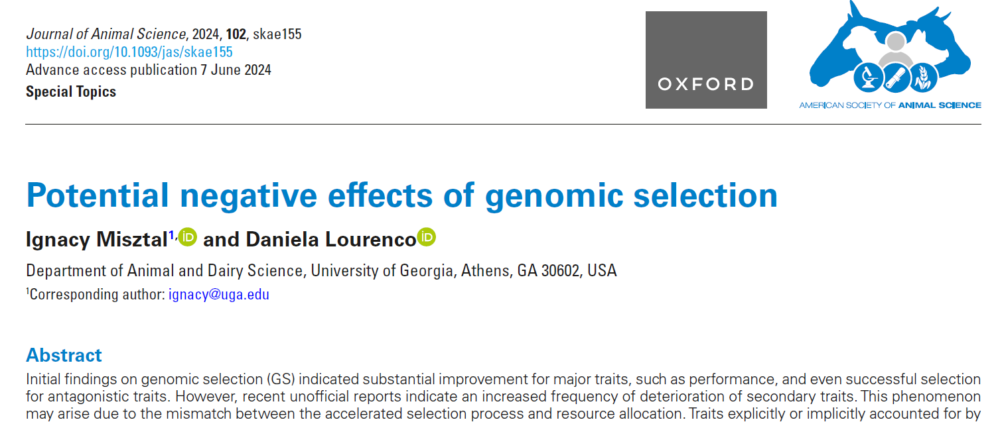 Journal of Animal Science, 2024, 102, skae155
https://doi.org/10.1093/jas/skae155
Advance access publication 7 June 2024
Special Topics
OXFORD
AMERICAN SOCIETY OF ANIMAL SCIENCE
Potential negative effects of genomic selection
Ignacy Misztal1, iD and Daniela Lourenco iD
Department of Animal and Dairy Science, University of Georgia, Athens, GA 30602, USA
1Corresponding author: ignacy@uga.edu
Abstract
Initial findings on genomic selection (GS) indicated substantial improvement for major traits, such as performance, and even successful selection
for antagonistic traits. However, recent unofficial reports indicate an increased frequency of deterioration of secondary traits. This phenomenon
may arise due to the mismatch between the accelerated selection process and resource allocation. Traits explicitly or implicitly accounted for by